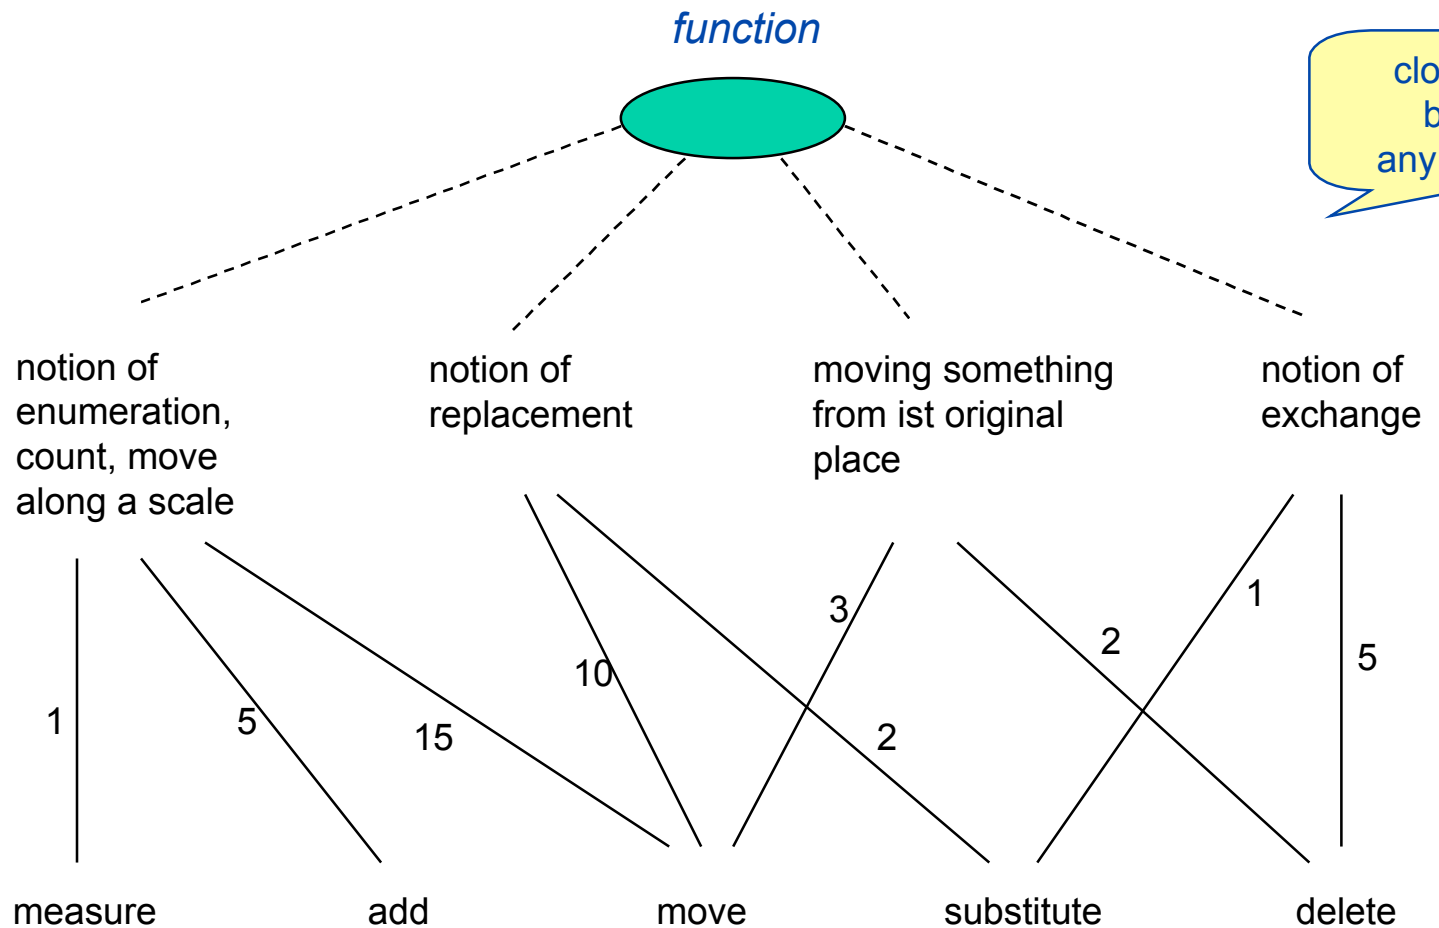 function
any
notion of
enumeration,
count, move
along a scale
notion of
replacement
moving something
from ist original
place
notion of
exchange
1
5
15
10
3
2
2
1
5
measure
add
move
substitute
delete